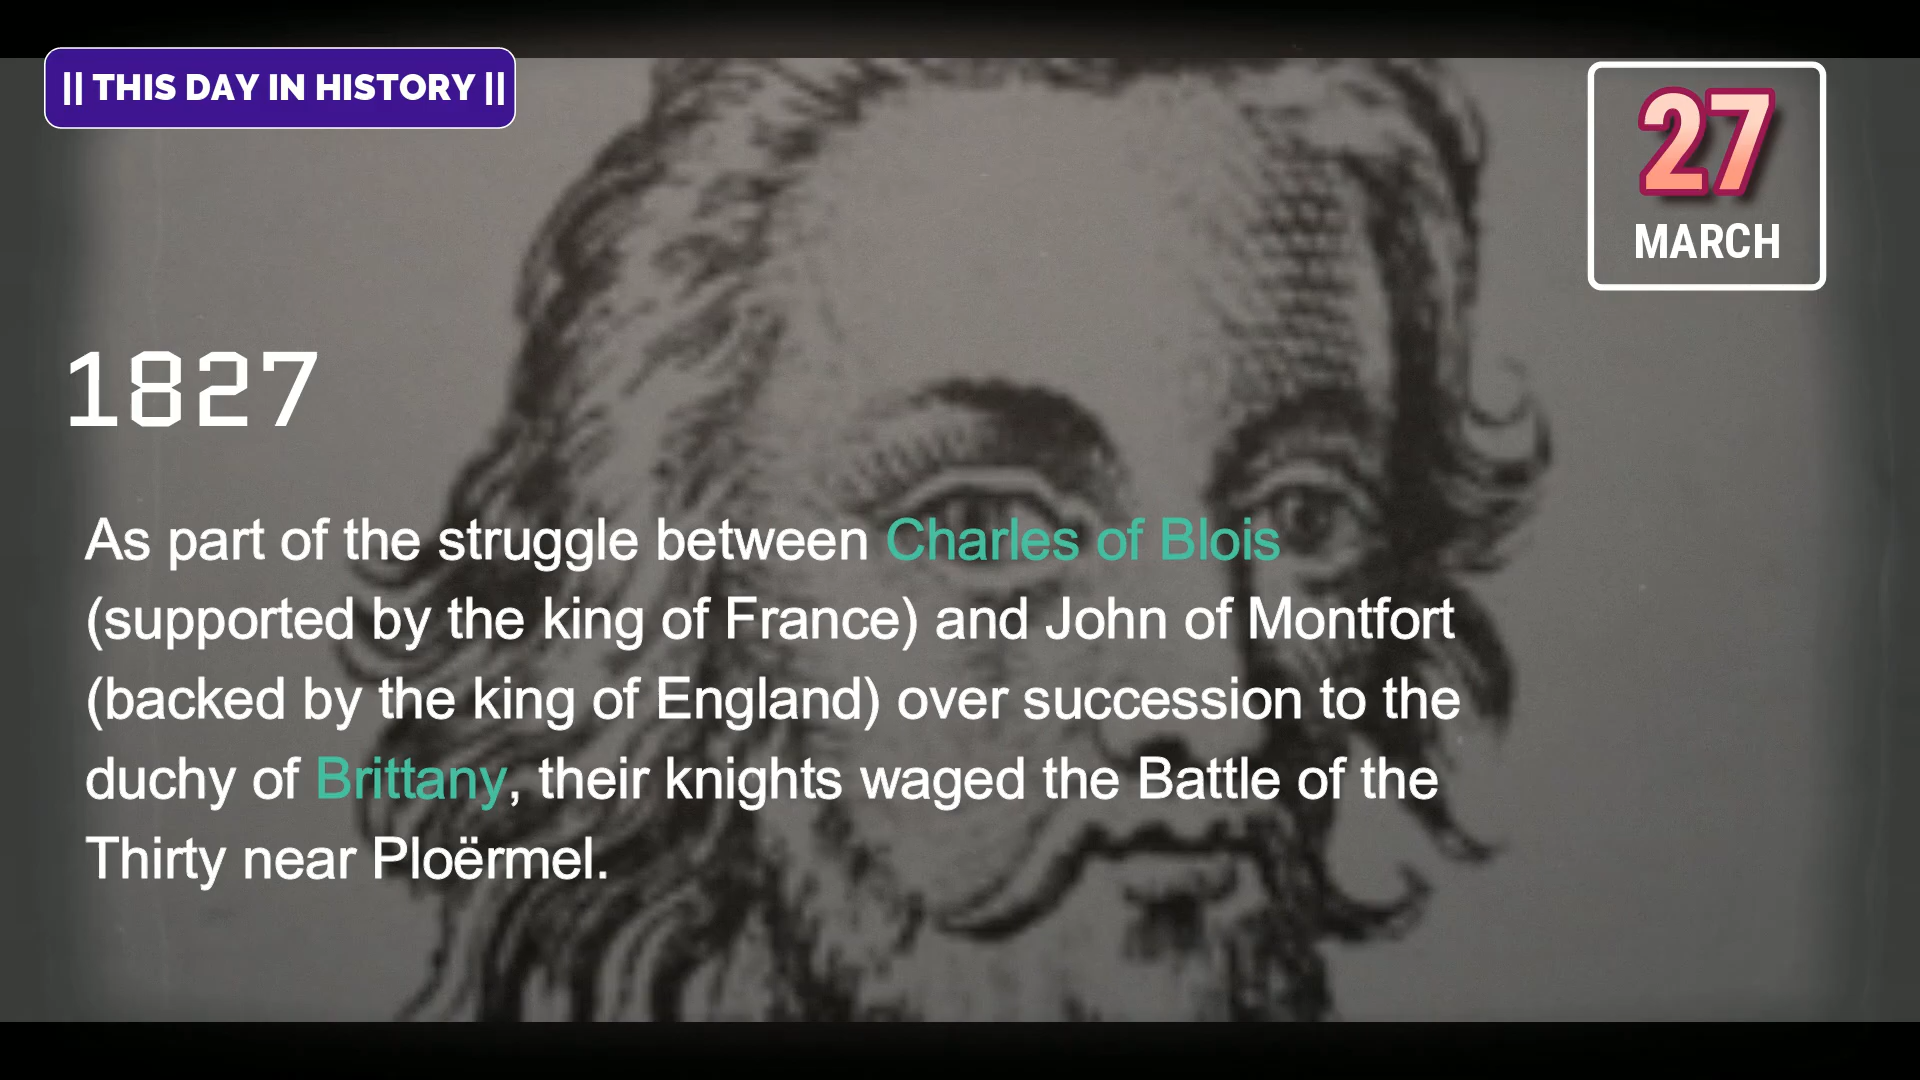 || THIS DAY IN HISTORY ||
27
MARCH
1827
As part of the struggle between Charles of Blois
(supported by the king of France) and John of Montfort
(backed by the king of England) over succession to the
duchy of Brittany, their knights waged the Battle of the
Thirty near Ploërmel.